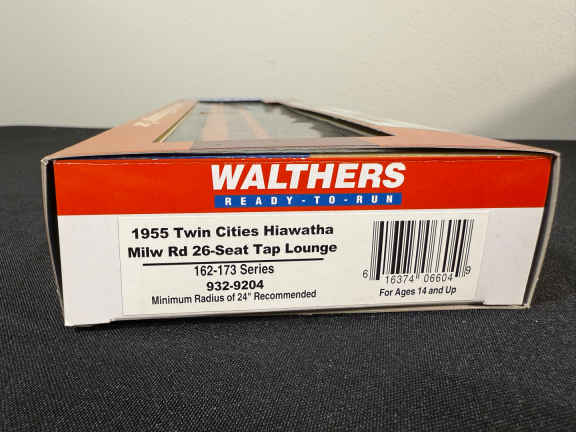 WALTHERS
READY-TO-RUN
1955 Twin Cities Hiawatha
Milw Rd 26-Seat Tap Lounge
162-173 Series
932-9204
Minimum Radius of 24" Recommended
6 16374 06604 9
For Ages 14 and Up